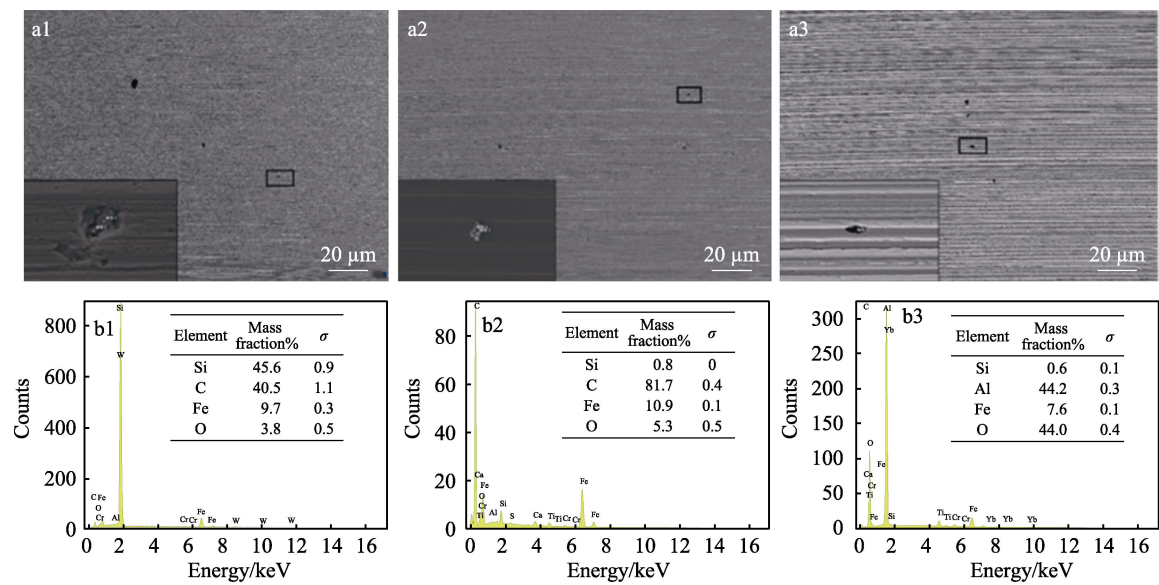 a1
a2
a3
20 μm
20 μm
20 μm
b1
Element Mass fraction% σ
Si 45.6 0.9
C 40.5 1.1
Fe 9.7 0.3
O 3.8 0.5
Si
W
C Fe
O
Cr Al
Cr Cr Fe Fe W W W
800
600
400
200
0
Counts
0 2 4 6 8 10 12 14 16
Energy/keV
b2
Element Mass fraction% σ
Si 0.8 0
C 81.7 0.4
Fe 10.9 0.1
O 5.3 0.5
C
Ca
Fe
O
Cr
Ti Al Si S Ca Ti Ti Cr Cr Fe Fe
80
60
40
20
0
Counts
0 2 4 6 8 10 12 14 16
Energy/keV
b3
Element Mass fraction% σ
Si 0.6 0.1
Al 44.2 0.3
Fe 7.6 0.1
O 44.0 0.4
C Al
Yb
O
Fe
Ca
Cr
Ti
Fe Si Ti Ti Cr Cr Fe Yb Yb Yb
300
250
200
150
100
50
0
Counts
0 2 4 6 8 10 12 14 16
Energy/keV